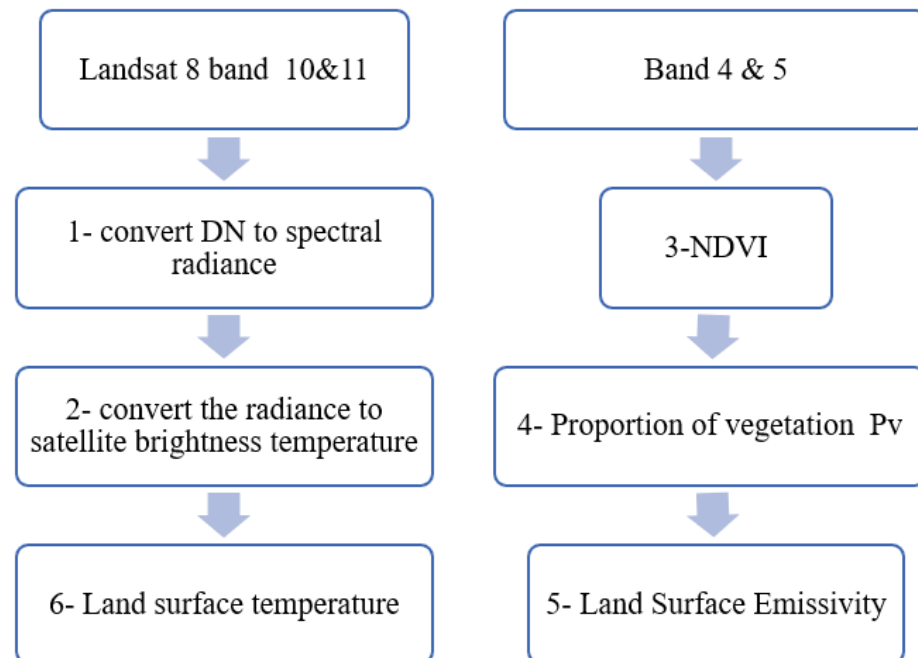 Landsat 8 band 10&11
Band 4 & 5
1- convert DN to spectral
radiance
3-NDVI
2- convert the radiance to
satellite brightness temperature
4- Proportion of vegetation Pv
6- Land surface temperature
5- Land Surface Emissivity